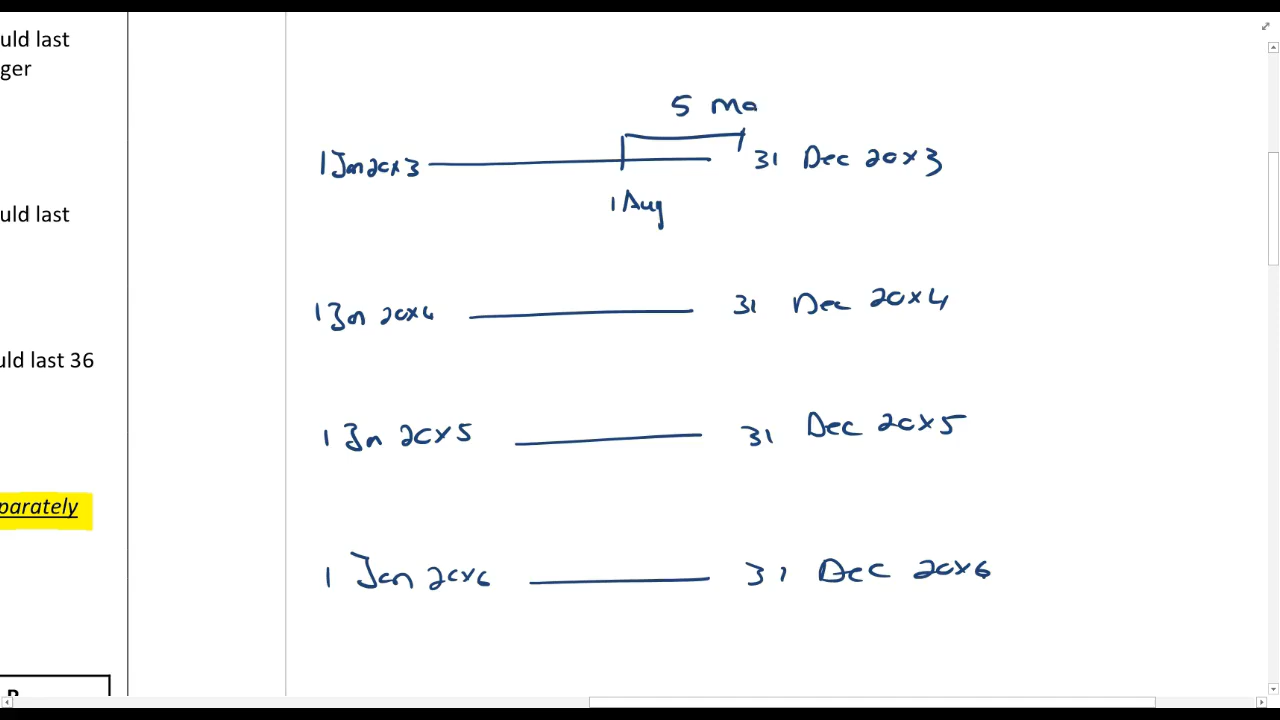 uld last
ger
5 Mo
1 Jan 20x3
31 Dec 20x3
1 Aug
uld last
1 Jan 20x4
31 Dec 20x4
uld last 36
1 Jan 20x5
31 Dec 20x5
parately
1 Jan 20x6
31 Dec 20x6